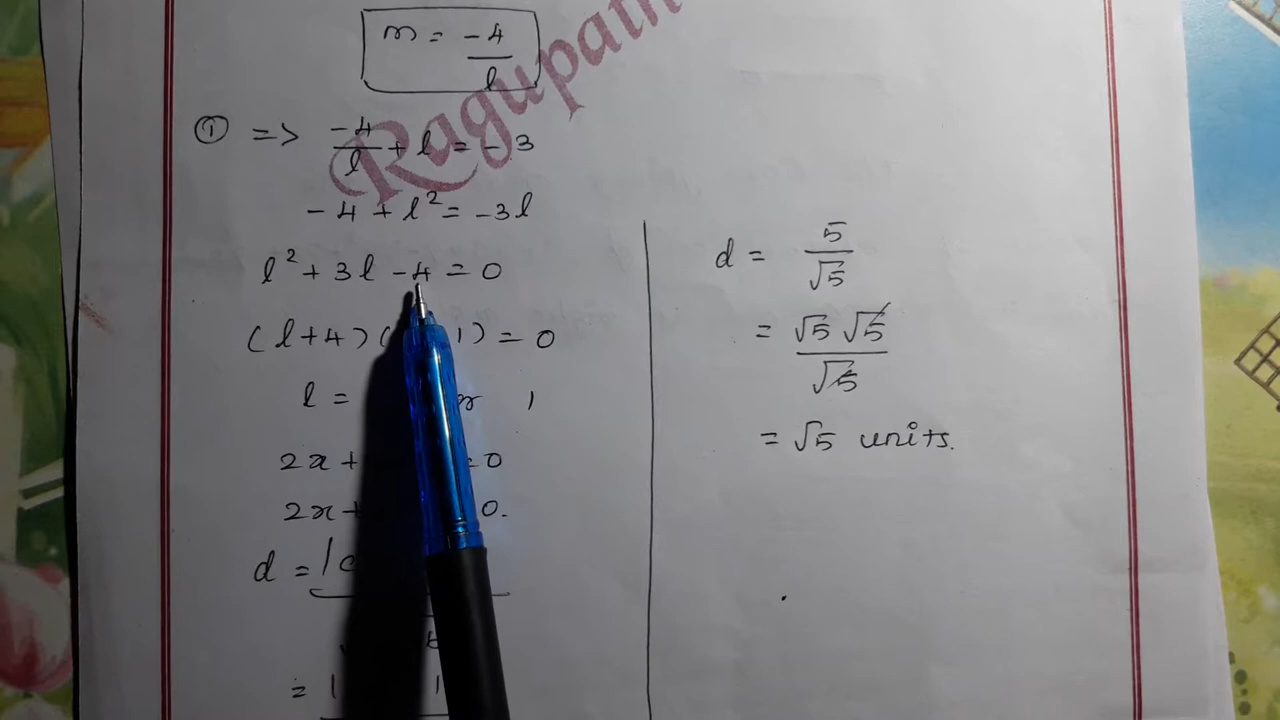 m = -4/l
Ragupath
① => -4/l + l = -3
-4 + l² = -3l
l² + 3l - 4 = 0
(l+4)( 1) = 0
l = 1
2x+ =0
2x+ 0.
d =
=
d = 5/√5
= √5 √5/√5
= √5 units.